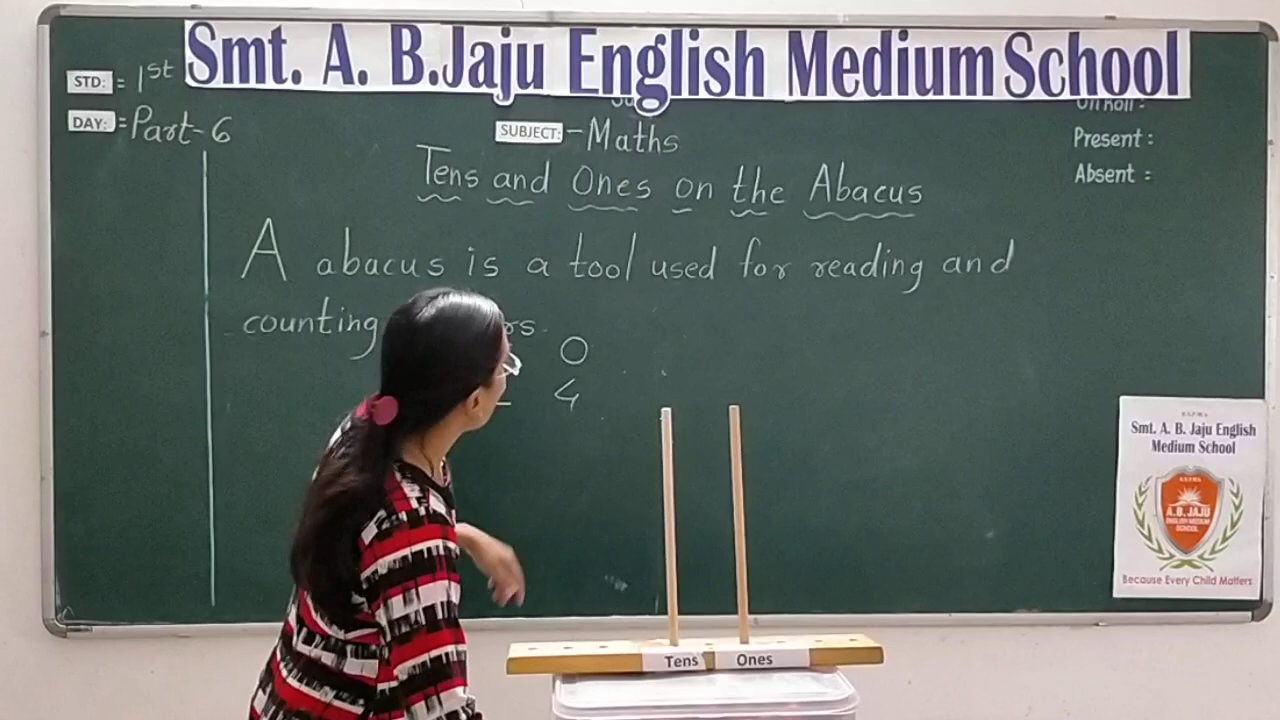 Smt. A. B.Jaju English Medium School
STD: = 1st
DAY: = Part-6
SUBJECT: - Maths
Present :
Absent :
Tens and Ones on the Abacus
A abacus is a tool used for reading and
counting
0
4
Tens Ones
Smt. A. B. Jaju English
Medium School
A.B. JAJU
ENGLISH MEDIUM
SCHOOL
Because Every Child Matters